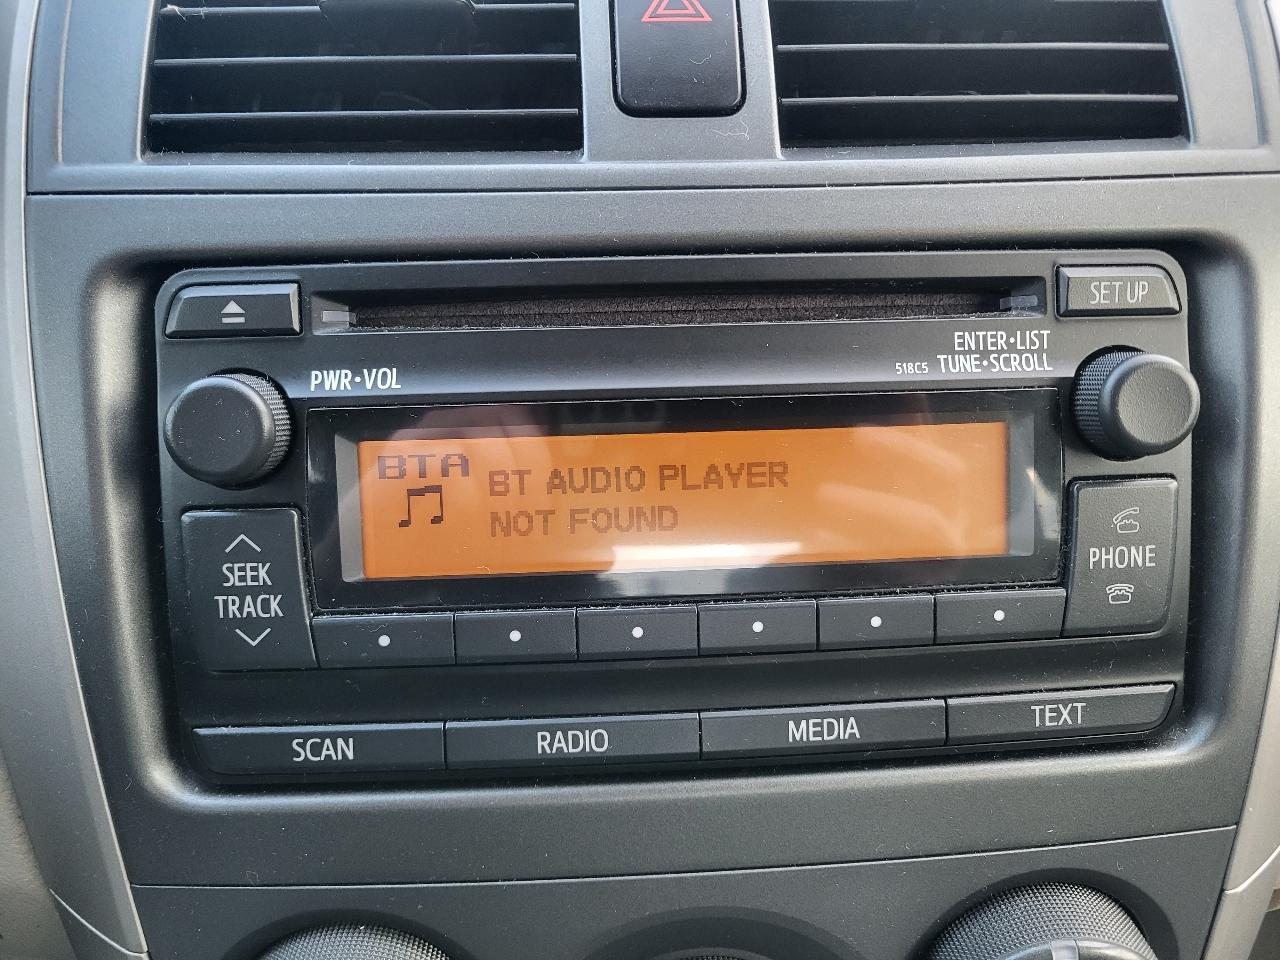 SET UP
ENTER•LIST
518C5 TUNE•SCROLL
PWR•VOL
BTA
BT AUDIO PLAYER
NOT FOUND
SEEK
TRACK
PHONE
SCAN
RADIO
MEDIA
TEXT